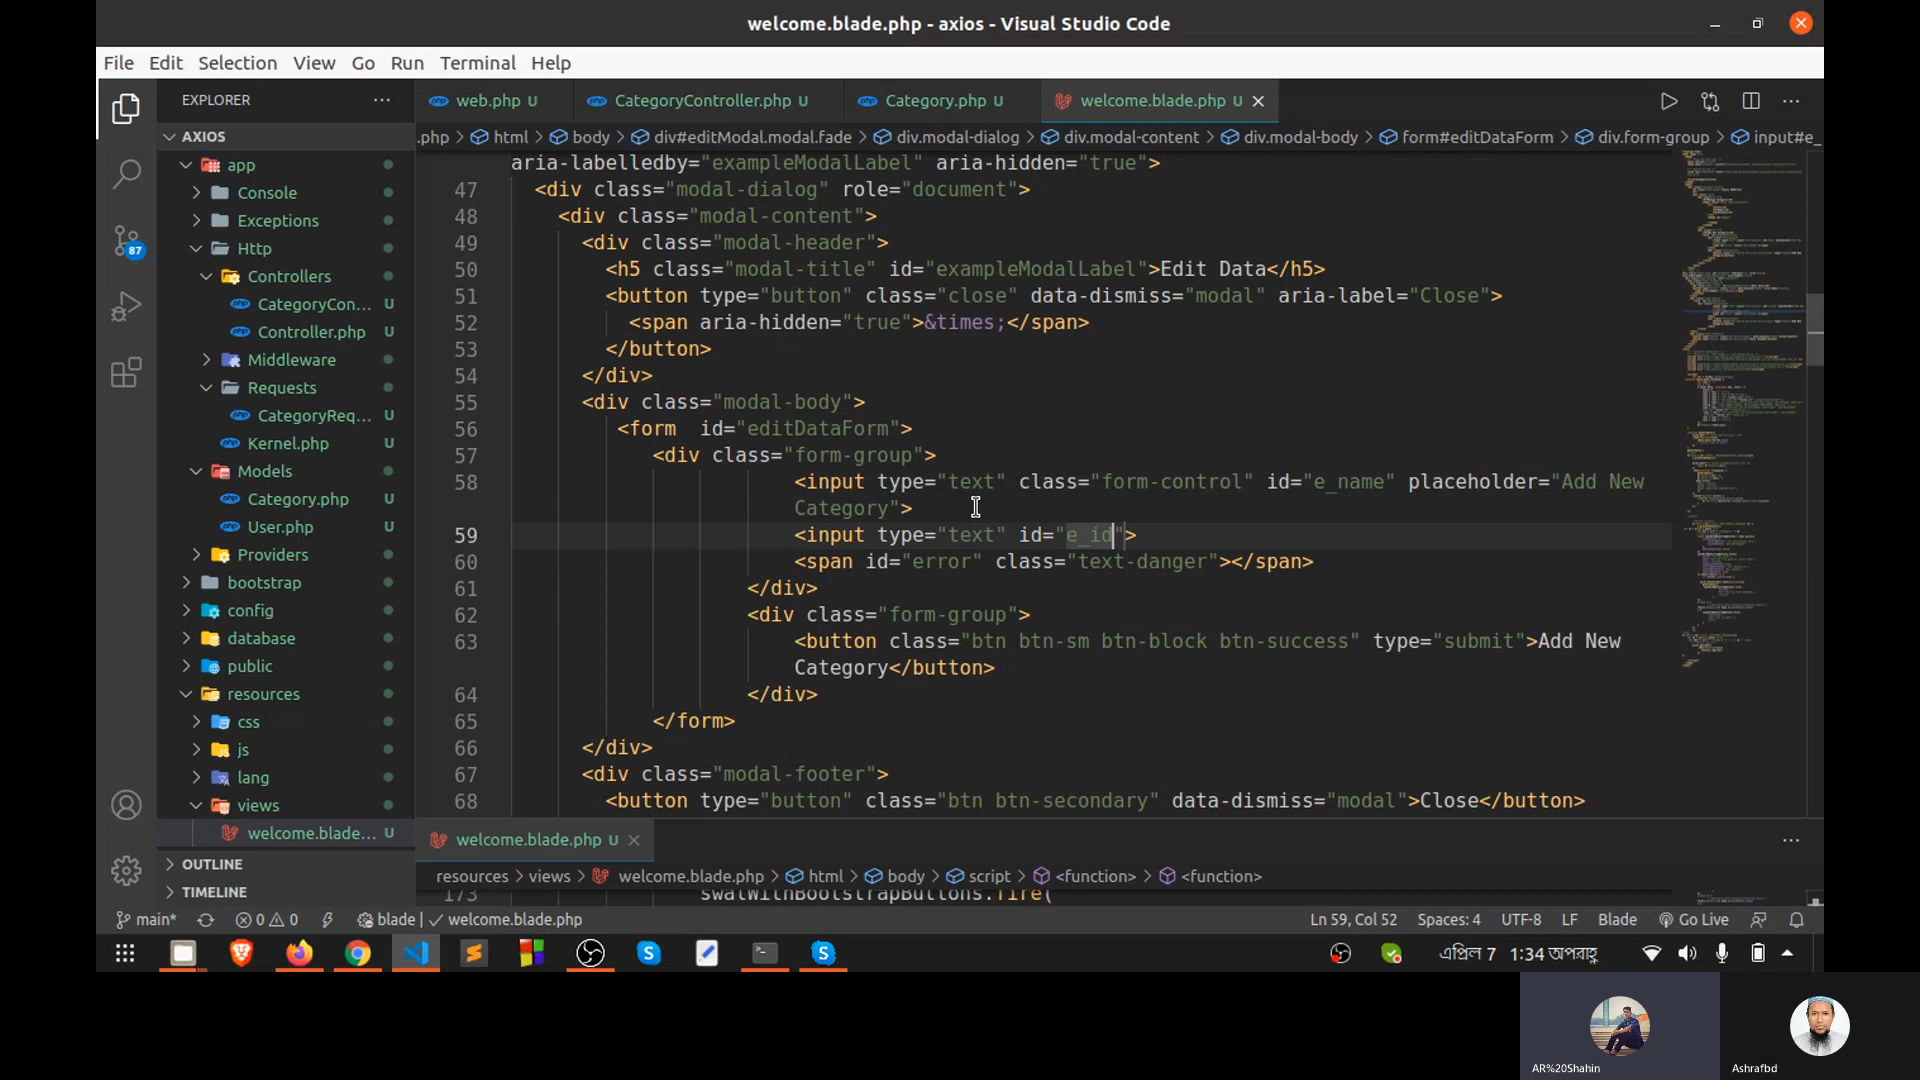 welcome.blade.php - axios - Visual Studio Code
File Edit Selection View Go Run Terminal Help
EXPLORER ...
AXIOS
app
Console
Exceptions
Http
Controllers
CategoryCon... U
Controller.php U
Middleware
Requests
CategoryReq... U
Kernel.php U
Models
Category.php U
User.php U
Providers
bootstrap
config
database
public
resources
css
js
lang
views
welcome.blade... U
OUTLINE
TIMELINE
87
web.php U CategoryController.php U Category.php U welcome.blade.php U
.php > html > body > div#editModal.modal.fade > div.modal-dialog > div.modal-content > div.modal-body > form#editDataForm > div.form-group > input#e_
aria-labelledby="exampleModalLabel" aria-hidden="true">
47 <div class="modal-dialog" role="document">
48 <div class="modal-content">
49 <div class="modal-header">
50 <h5 class="modal-title" id="exampleModalLabel">Edit Data</h5>
51 <button type="button" class="close" data-dismiss="modal" aria-label="Close">
52 <span aria-hidden="true">&times;</span>
53 </button>
54 </div>
55 <div class="modal-body">
56 <form  id="editDataForm">
57 <div class="form-group">
58 <input type="text" class="form-control" id="e_name" placeholder="Add New
Category">
59 <input type="text" id="e_id">
60 <span id="error" class="text-danger"></span>
61 </div>
62 <div class="form-group">
63 <button class="btn btn-sm btn-block btn-success" type="submit">Add New
Category</button>
64 </div>
65 </form>
66 </div>
67 <div class="modal-footer">
68 <button type="button" class="btn btn-secondary" data-dismiss="modal">Close</button>
welcome.blade.php U
resources > views > welcome.blade.php > html > body > script > <function> > <function>
173 swalWithBootstrapButtons.fire(
main* 0 0 blade welcome.blade.php Ln 59, Col 52 Spaces: 4 UTF-8 LF Blade Go Live
এপ্রিল 7 1:34 অপরাহ্ণ
AR%20Shahin Ashrafbd